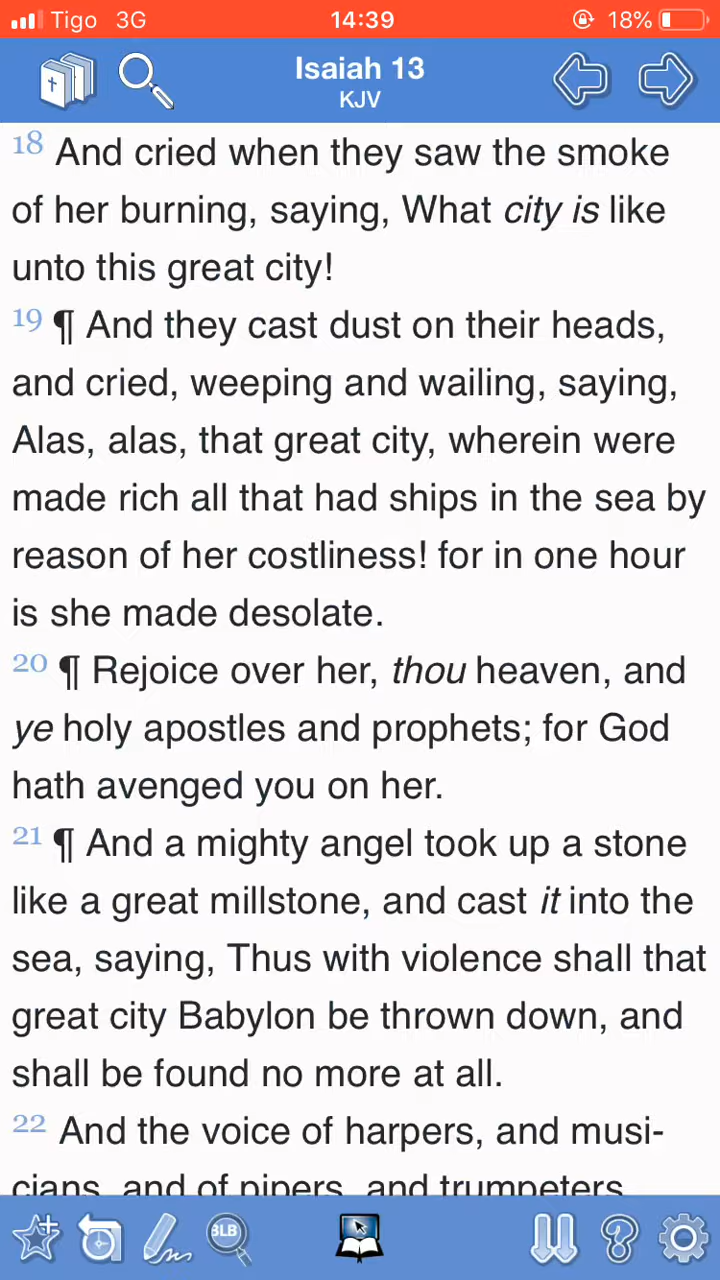 Tigo 3G 14:39 18%
Isaiah 13
KJV
18 And cried when they saw the smoke
of her burning, saying, What city is like
unto this great city!
19 ¶ And they cast dust on their heads,
and cried, weeping and wailing, saying,
Alas, alas, that great city, wherein were
made rich all that had ships in the sea by
reason of her costliness! for in one hour
is she made desolate.
20 ¶ Rejoice over her, thou heaven, and
ye holy apostles and prophets; for God
hath avenged you on her.
21 ¶ And a mighty angel took up a stone
like a great millstone, and cast it into the
sea, saying, Thus with violence shall that
great city Babylon be thrown down, and
shall be found no more at all.
22 And the voice of harpers, and musi-
cians, and of pipers, and trumpeters,
BLB